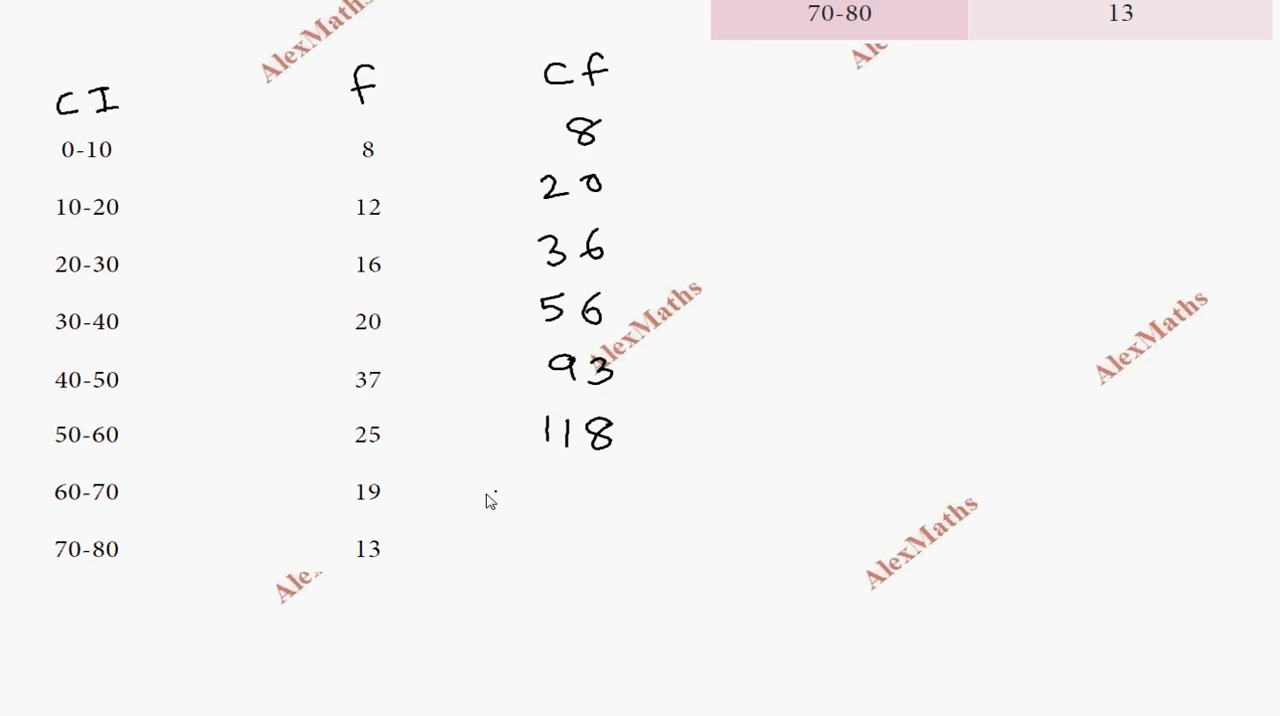 70-80 13
AlexMaths
CI f cf
0-10 8 8
10-20 12 20
20-30 16 36
30-40 20 56
AlexMaths
AlexMaths
40-50 37 93
50-60 25 118
60-70 19
AlexMaths
70-80 13